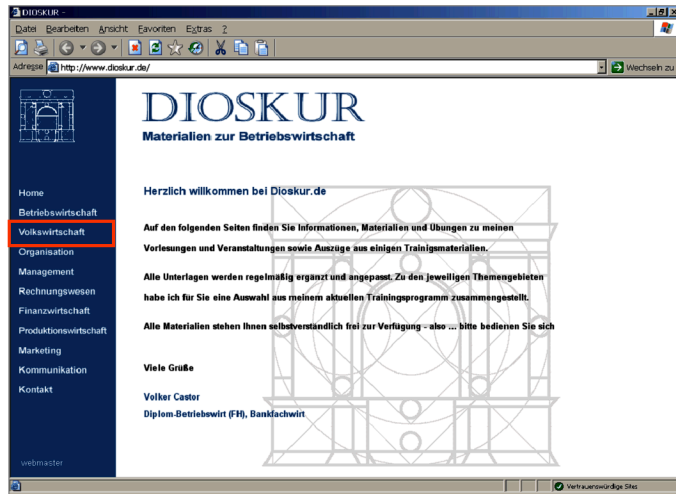 DIOSKUR -
Datei Bearbeiten Ansicht Favoriten Extras ?
Adresse http://www.dioskur.de/ Wechseln zu
DIOSKUR
Materialien zur Betriebswirtschaft
Home
Betriebswirtschaft
Volkswirtschaft
Organisation
Management
Rechnungswesen
Finanzwirtschaft
Produktionswirtschaft
Marketing
Kommunikation
Kontakt
webmaster
Herzlich willkommen bei Dioskur.de
Auf den folgenden Seiten finden Sie Informationen, Materialien und Übungen zu meinen
Vorlesungen und Veranstaltungen sowie Auszüge aus einigen Trainigsmaterialien.
Alle Unterlagen werden regelmäßig ergänzt und angepasst. Zu den jeweiligen Themengebieten
habe ich für Sie eine Auswahl aus meinem aktuellen Trainingsprogramm zusammengestellt.
Alle Materialien stehen Ihnen selbstverständlich frei zur Verfügung - also ... bitte bedienen Sie sich
Viele Grüße
Volker Castor
Diplom-Betriebswirt (FH), Bankfachwirt
Vertrauenswürdige Sites